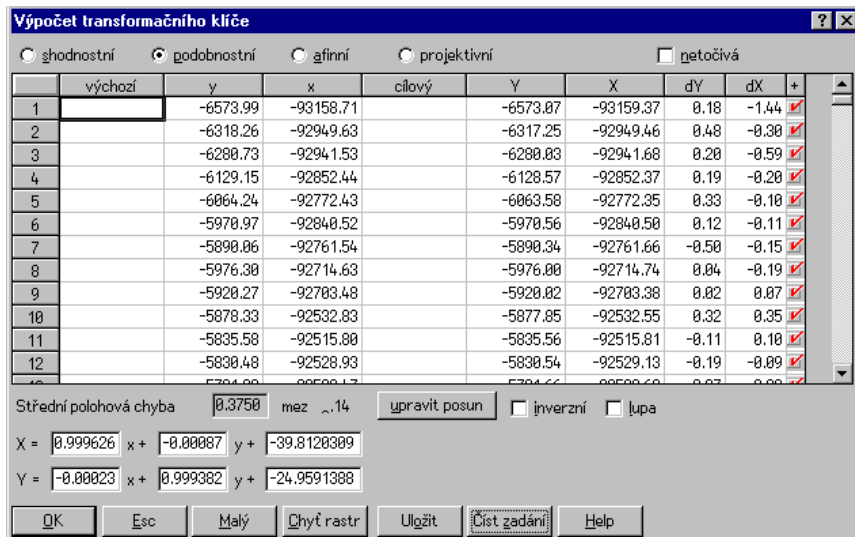 Výpočet transformačního klíče
shodnostní podobnostní afinní projektivní netočivá
výchozí y x cílový Y X dY dX +
1 -6573.99 -93158.71 -6573.07 -93159.37 0.18 -1.44
2 -6318.26 -92949.63 -6317.25 -92949.46 0.48 -0.30
3 -6280.73 -92941.53 -6280.03 -92941.68 0.20 -0.59
4 -6129.15 -92852.44 -6128.57 -92852.37 0.19 -0.20
5 -6064.24 -92772.43 -6063.58 -92772.35 0.33 -0.10
6 -5970.97 -92840.52 -5970.56 -92840.50 0.12 -0.11
7 -5890.06 -92761.54 -5890.34 -92761.66 -0.50 -0.15
8 -5976.30 -92714.63 -5976.00 -92714.74 0.04 -0.19
9 -5920.27 -92703.48 -5920.02 -92703.38 0.02 0.07
10 -5878.33 -92532.83 -5877.85 -92532.55 0.32 0.35
11 -5835.58 -92515.80 -5835.56 -92515.81 -0.11 0.10
12 -5830.48 -92528.93 -5830.54 -92529.13 -0.19 -0.09
Střední polohová chyba 0.3750 mez .14 upravit posun inverzní lupa
X = 0.999626 x + -0.00087 y + -39.8120309
Y = -0.00023 x + 0.999382 y + -24.9591388
OK Esc Malý Chyť rastr Uložit Číst zadání Help